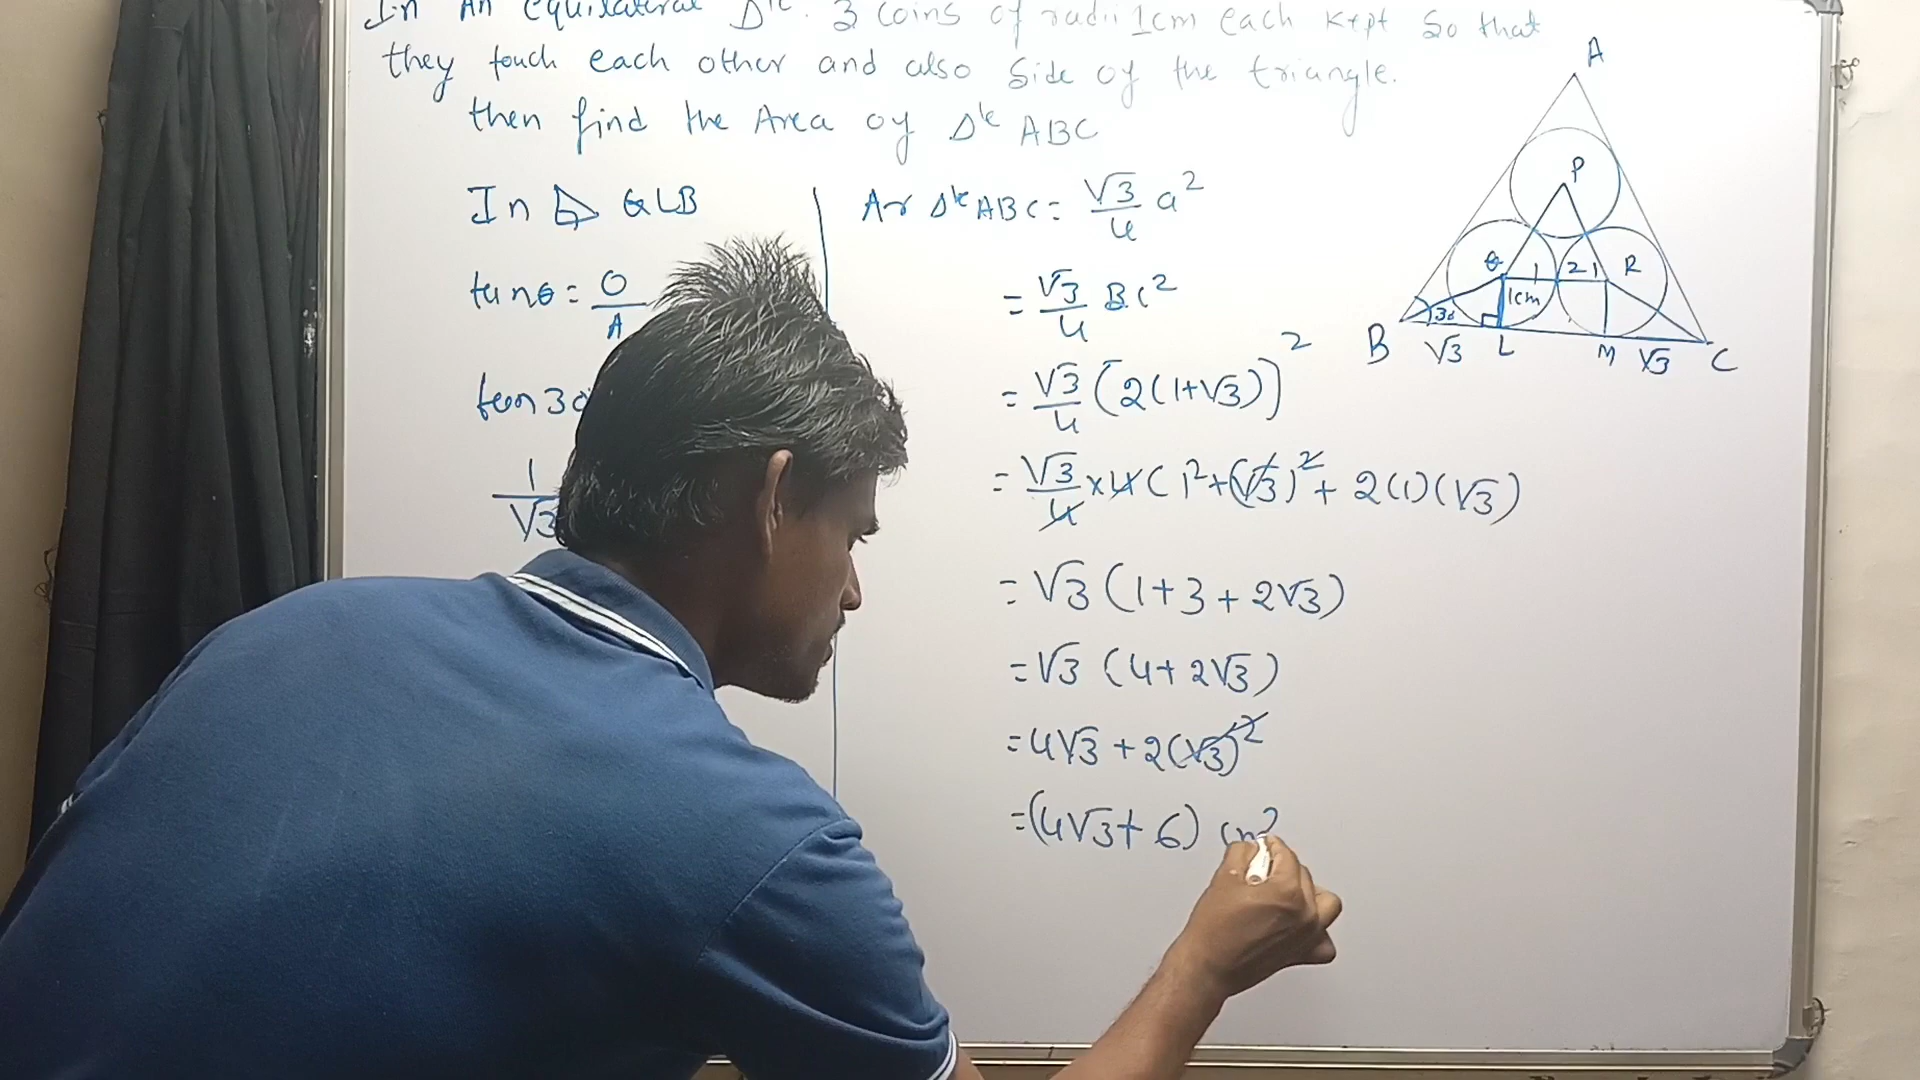 In An equilateral Δle. 3 coins of radii 1cm each kept so that
they touch each other and also side of the triangle.
then find the Area of Δle ABC
In QLB
tanθ = O/A
tan 30
1/√3
Ar Δle ABC = √3/4 a²
= √3/4 BC²
= √3/4 (2(1+√3))²
= √3/4 × 4 (1² + (√3)² + 2(1)(√3)
= √3 (1+3+2√3)
= √3 (4+2√3)
= 4√3 + 2(√3)²
= (4√3+6) cm²
A
P
Q 1 2 1 R
1cm
30
B √3 L M √3 C